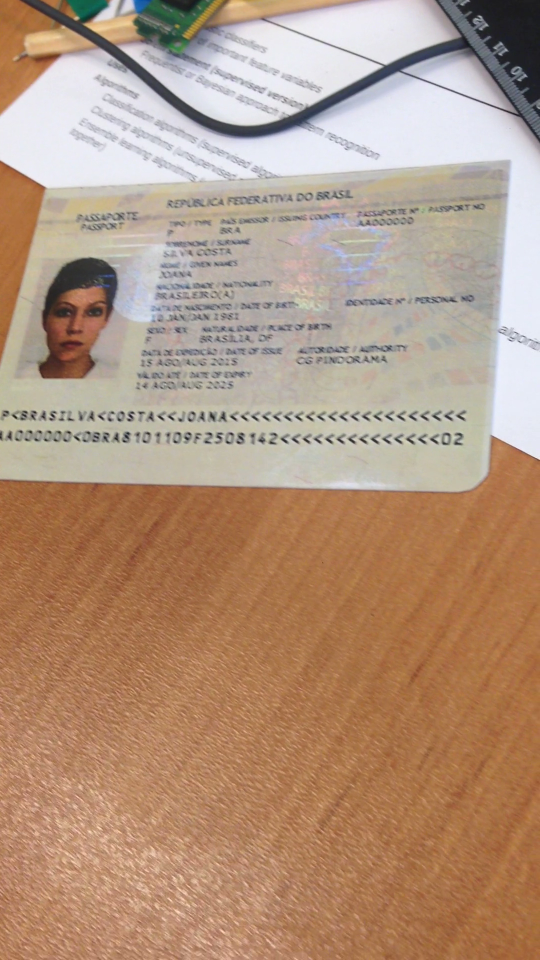 classifiers
of important feature variables
(supervised version)
Frequentist or Bayesian approach to pattern recognition
Algorithms
Classification algorithms (supervised
Clustering algorithms (unsupervised
Ensemble learning algorithms
together)
REPÚBLICA FEDERATIVA DO BRASIL
PASSAPORTE
PASSPORT
TIPO / TYPE PAÍS EMISSOR / ISSUING COUNTRY PASSAPORTE Nº / PASSPORT NO
P BRA AA000000
SOBRENOME / SURNAME
SILVA COSTA
NOME / GIVEN NAMES
JOANA
NACIONALIDADE / NATIONALITY
BRASILEIRO(A)
DATA DE NASCIMENTO / DATE OF BIRTH IDENTIDADE Nº / PERSONAL NO
10 JAN/JAN 1981
SEXO / SEX NATURALIDADE / PLACE OF BIRTH
F BRASÍLIA, DF
DATA DE EXPEDIÇÃO / DATE OF ISSUE AUTORIDADE / AUTHORITY
15 AGO/AUG 2015 CG PINDORAMA
VÁLIDO ATÉ / DATE OF EXPIRY
14 AGO/AUG 2025
P<BRASILVA<COSTA<<JOANA<<<<<<<<<<<<<<<<<<<<<
AA000000<0BRA8101109F2508142<<<<<<<<<<<<<<02
12
11
10